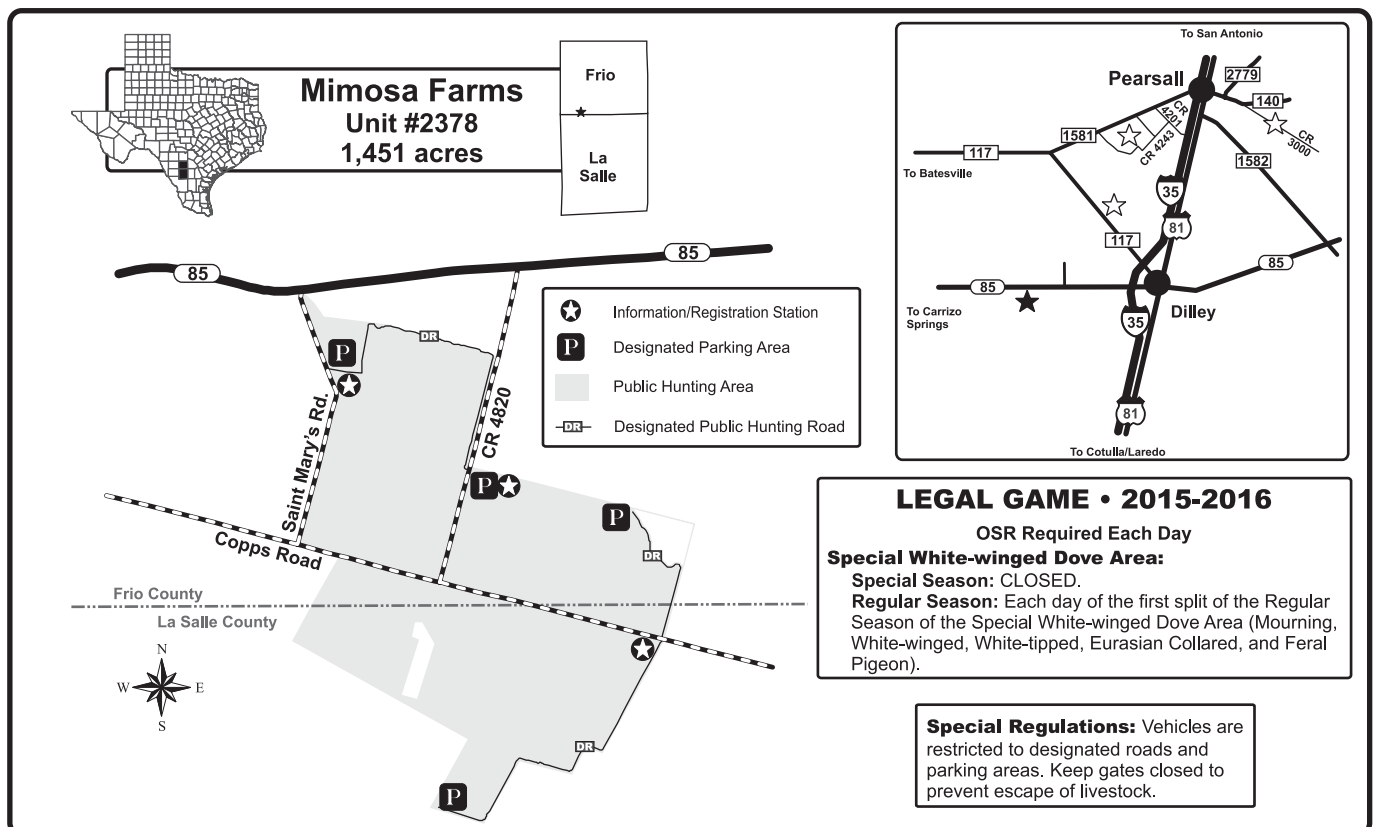 Mimosa Farms
Unit #2378
1,451 acres
Frio
La
Salle
To San Antonio
Pearsall
2779
140
CR
4201
CR 4243
CR
3000
1581
117
To Batesville
1582
35
81
117
85
85
To Carrizo
Springs
Dilley
35
81
To Cotulla/Laredo
85
85
DR
P
Saint Mary's Rd.
CR 4820
P
P
DR
Copps Road
Frio County
La Salle County
N
W
E
S
DR
P
Information/Registration Station
P
Designated Parking Area
Public Hunting Area
DR
Designated Public Hunting Road
LEGAL GAME • 2015-2016
OSR Required Each Day
Special White-winged Dove Area:
Special Season: CLOSED.
Regular Season: Each day of the first split of the Regular
Season of the Special White-winged Dove Area (Mourning,
White-winged, White-tipped, Eurasian Collared, and Feral
Pigeon).
Special Regulations: Vehicles are
restricted to designated roads and
parking areas. Keep gates closed to
prevent escape of livestock.